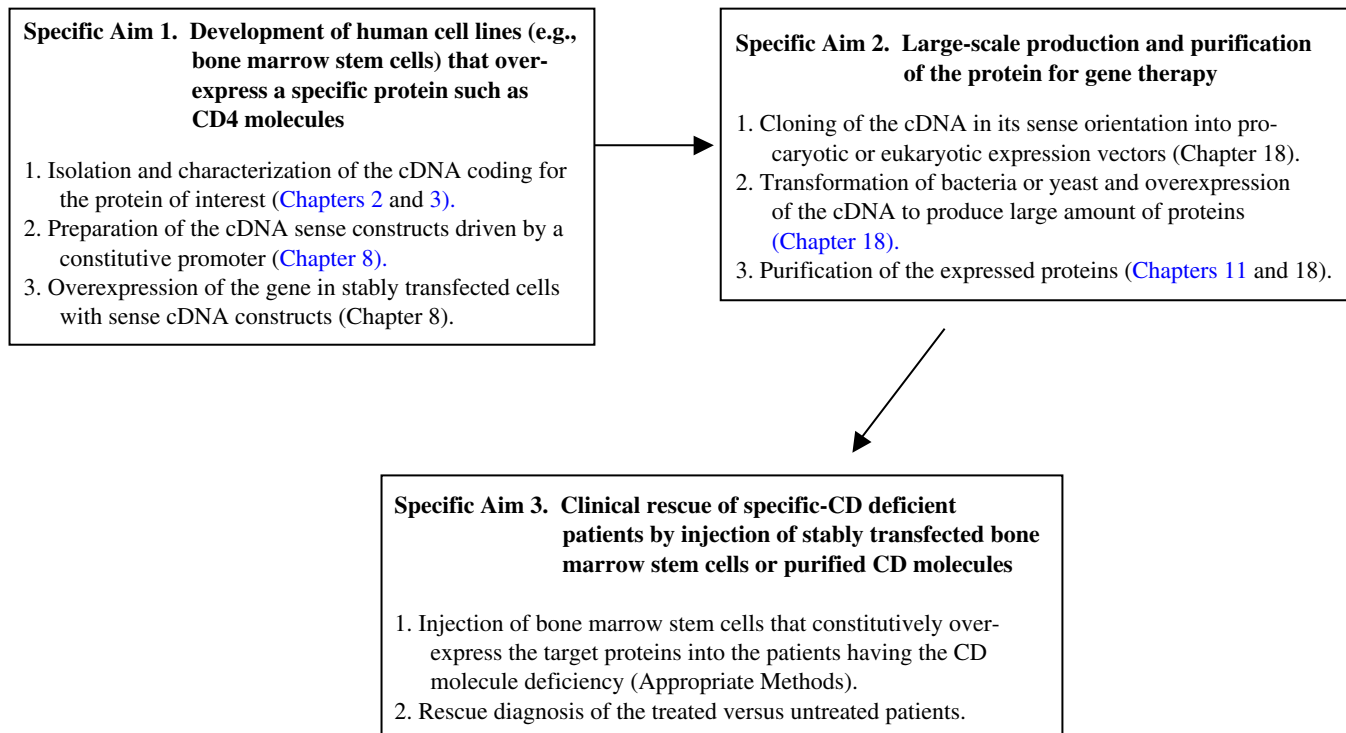 Specific Aim 1. Development of human cell lines (e.g.,
bone marrow stem cells) that over-
express a specific protein such as
CD4 molecules
1. Isolation and characterization of the cDNA coding for
the protein of interest (Chapters 2 and 3).
2. Preparation of the cDNA sense constructs driven by a
constitutive promoter (Chapter 8).
3. Overexpression of the gene in stably transfected cells
with sense cDNA constructs (Chapter 8).
Specific Aim 2. Large-scale production and purification
of the protein for gene therapy
1. Cloning of the cDNA in its sense orientation into pro-
caryotic or eukaryotic expression vectors (Chapter 18).
2. Transformation of bacteria or yeast and overexpression
of the cDNA to produce large amount of proteins
(Chapter 18).
3. Purification of the expressed proteins (Chapters 11 and 18).
Specific Aim 3. Clinical rescue of specific-CD deficient
patients by injection of stably transfected bone
marrow stem cells or purified CD molecules
1. Injection of bone marrow stem cells that constitutively over-
express the target proteins into the patients having the CD
molecule deficiency (Appropriate Methods).
2. Rescue diagnosis of the treated versus untreated patients.